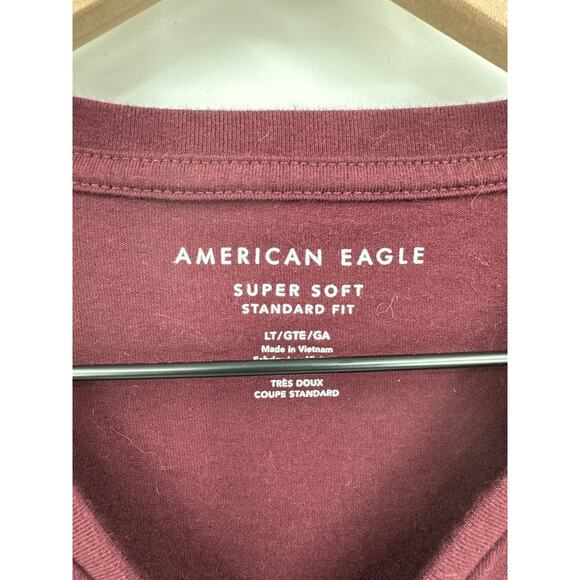 AMERICAN EAGLE
SUPER SOFT
STANDARD FIT
LT/GTE/GA
Made in Vietnam
TRÈS DOUX
COUPE STANDARD